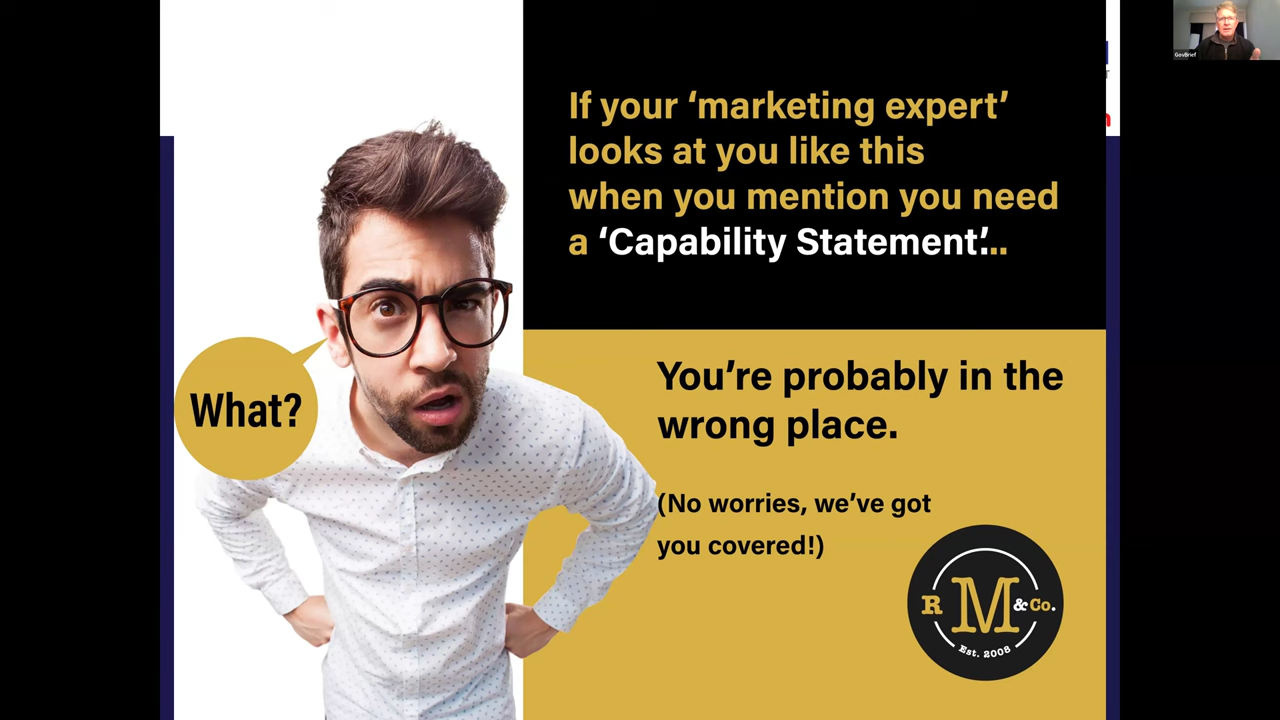 If your ‘marketing expert’
looks at you like this
when you mention you need
a ‘Capability Statement’...
What?
You’re probably in the
wrong place.
(No worries, we’ve got
you covered!)
R M & Co.
Est. 2008
GovBrief